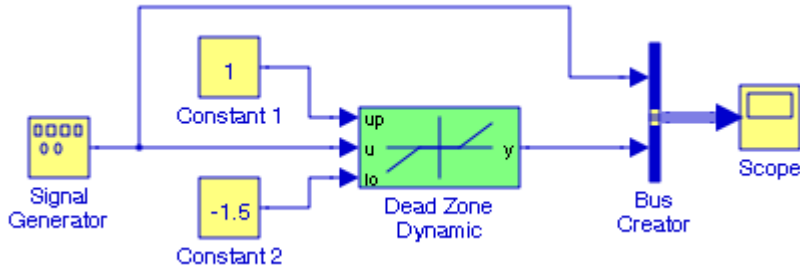 1
Constant 1
up
u
lo
y
Signal
Generator
-1.5
Constant 2
Dead Zone
Dynamic
Bus
Creator
Scope